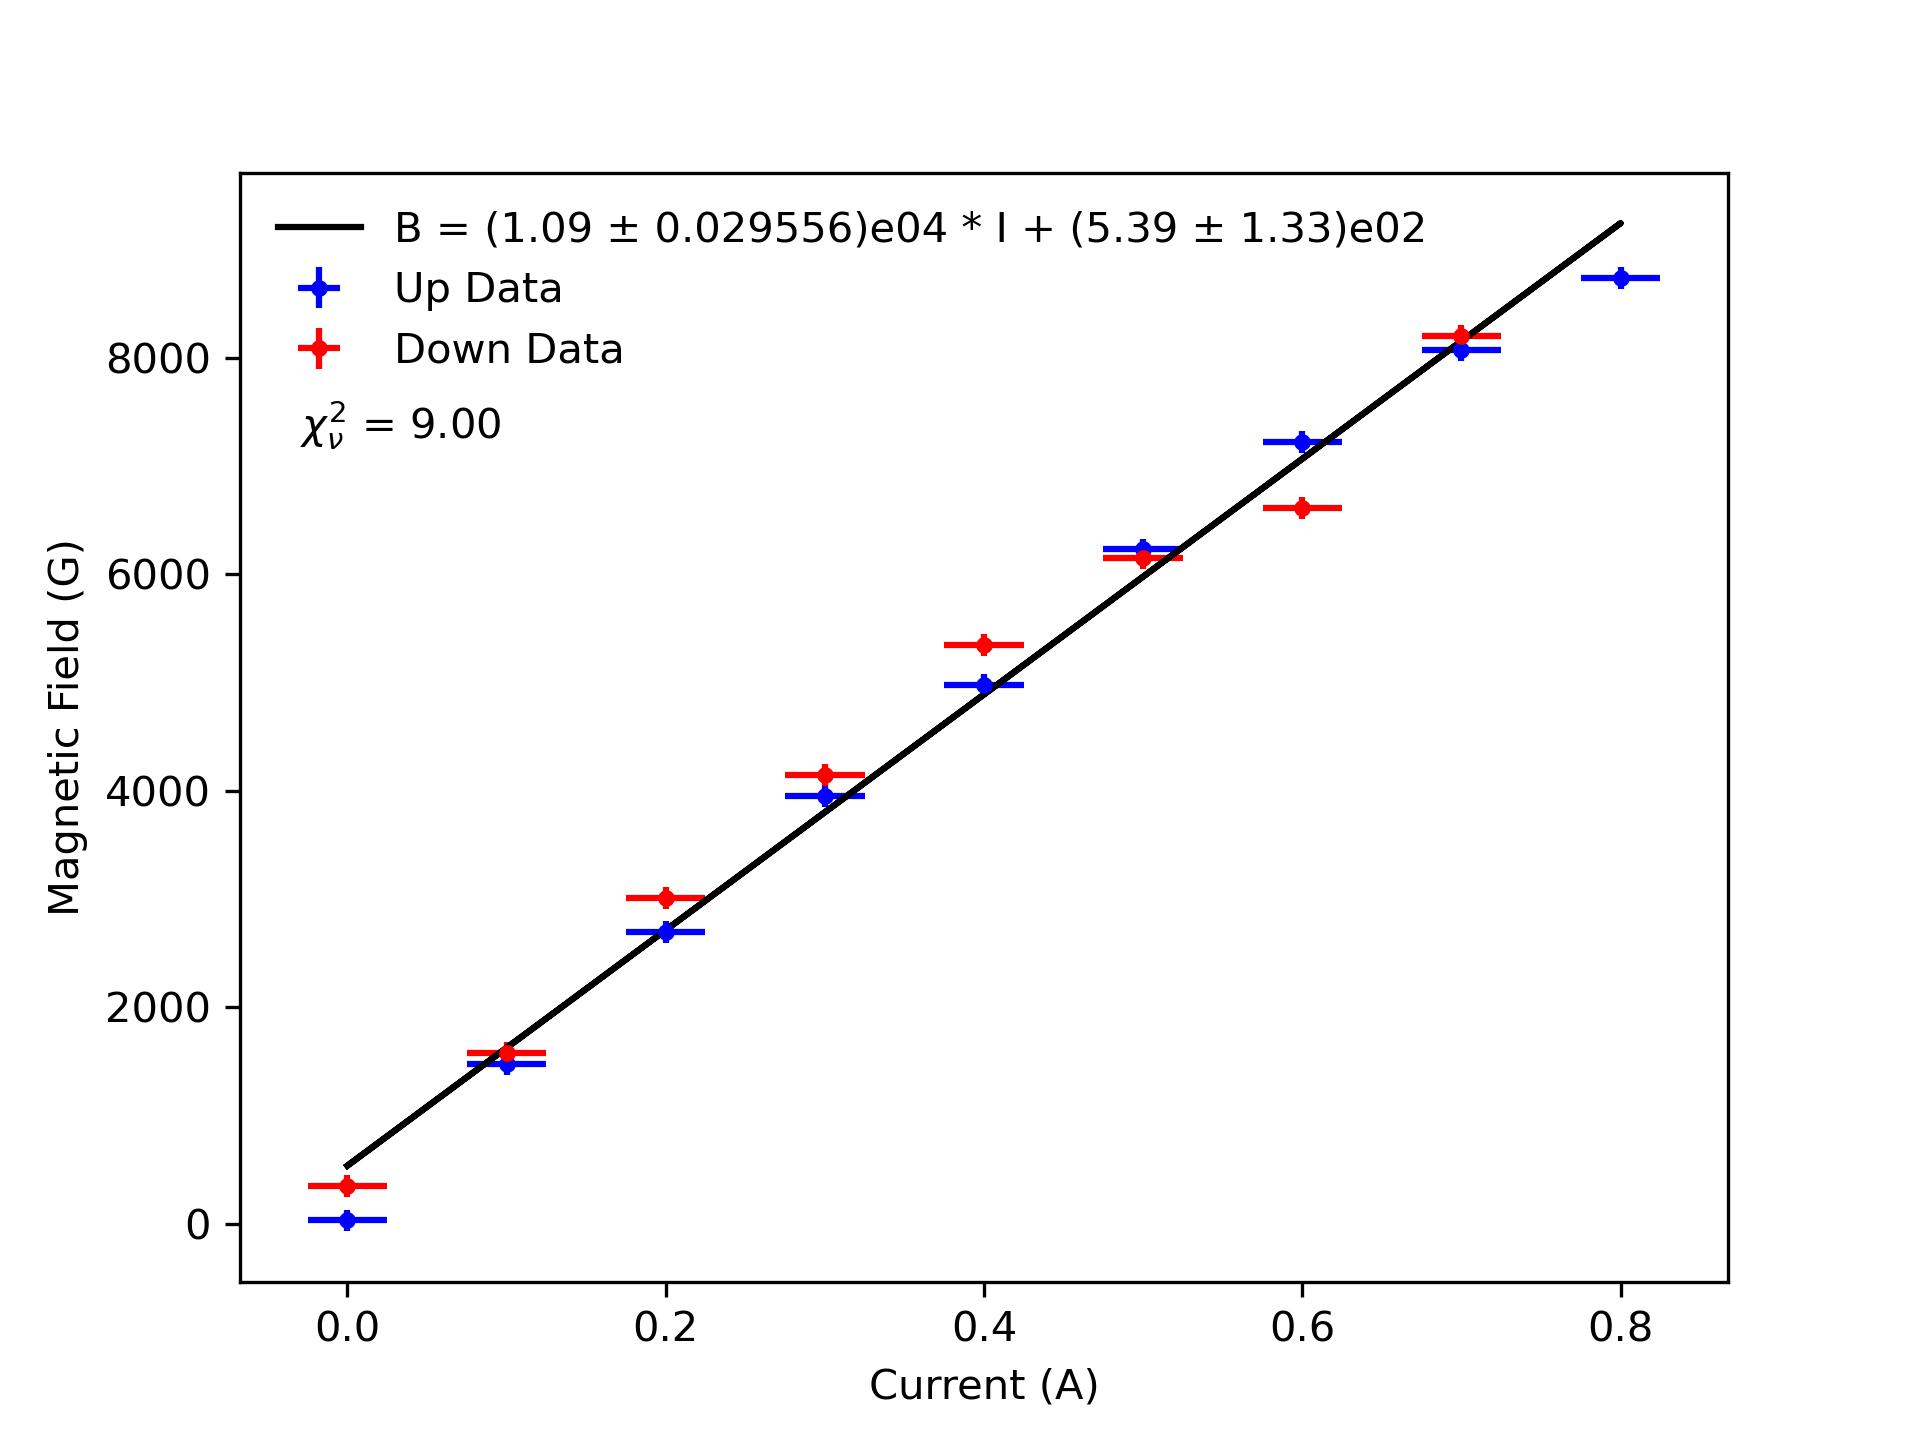 B = (1.09 ± 0.029556)e04 * I + (5.39 ± 1.33)e02
Up Data
Down Data
χ²ᵥ = 9.00
8000
6000
4000
2000
0
Magnetic Field (G)
0.0 0.2 0.4 0.6 0.8
Current (A)